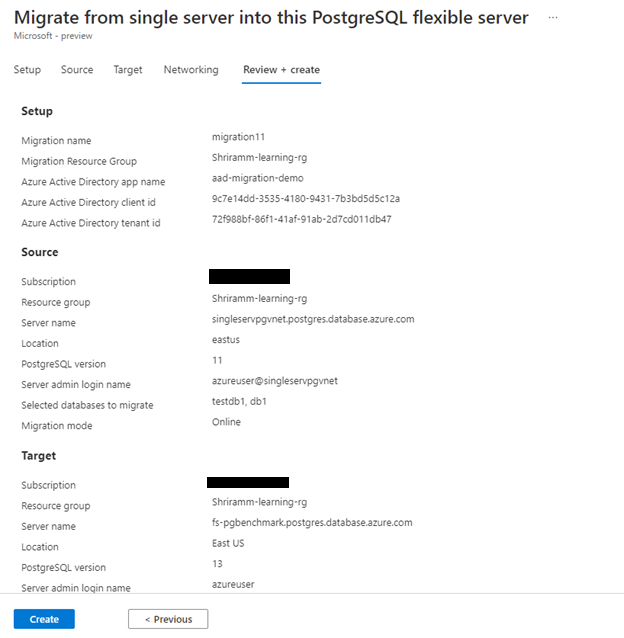 Migrate from single server into this PostgreSQL flexible server ...
Microsoft - preview
Setup Source Target Networking Review + create
Setup
Migration name migration11
Migration Resource Group Shriramm-learning-rg
Azure Active Directory app name aad-migration-demo
Azure Active Directory client id 9c7e14dd-3535-4180-9431-7b3bd5d5c12a
Azure Active Directory tenant id 72f988bf-86f1-41af-91ab-2d7cd011db47
Source
Subscription
Resource group Shriramm-learning-rg
Server name singleservpgvnet.postgres.database.azure.com
Location eastus
PostgreSQL version 11
Server admin login name azureuser@singleservpgvnet
Selected databases to migrate testdb1, db1
Migration mode Online
Target
Subscription
Resource group Shriramm-learning-rg
Server name fs-pgbenchmark.postgres.database.azure.com
Location East US
PostgreSQL version 13
Server admin login name azureuser
Create < Previous